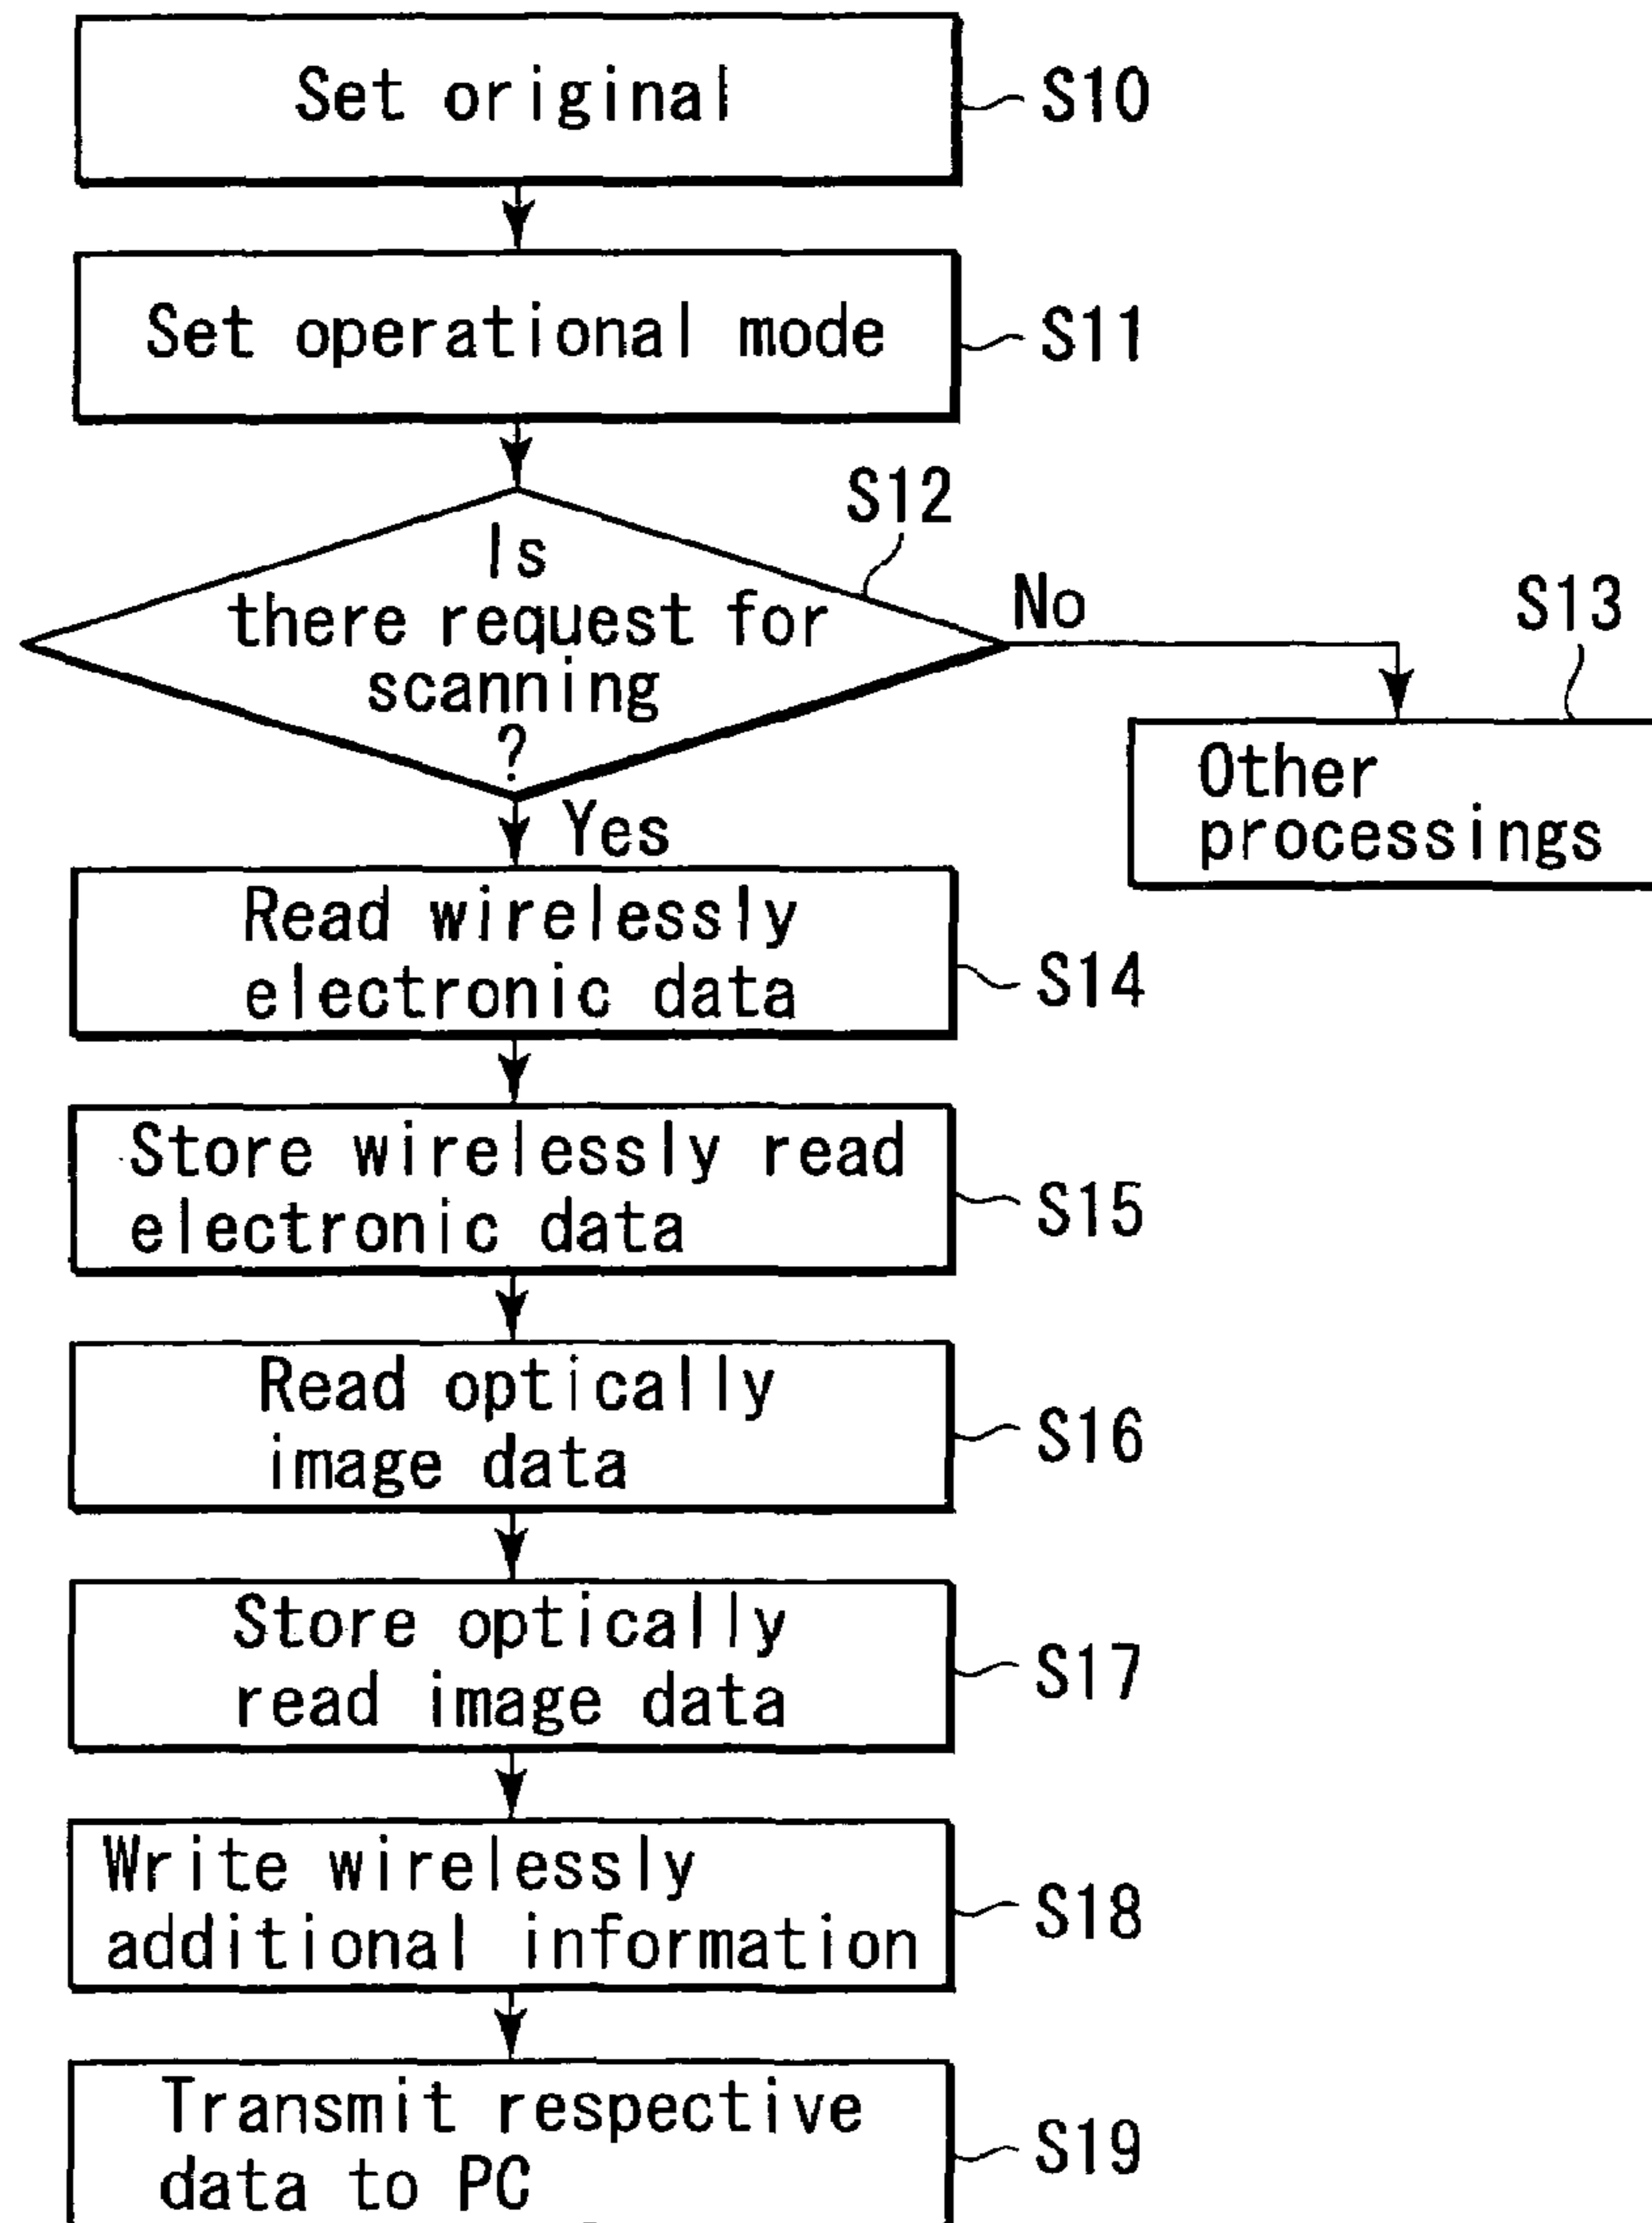 Set original
S10
Set operational mode
S11
S12
Is
there request for
scanning
?
No
S13
Other
processings
Yes
Read wirelessly
electronic data
S14
Store wirelessly read
electronic data
S15
Read optically
image data
S16
Store optically
read image data
S17
Write wirelessly
additional information
S18
Transmit respective
data to PC
S19